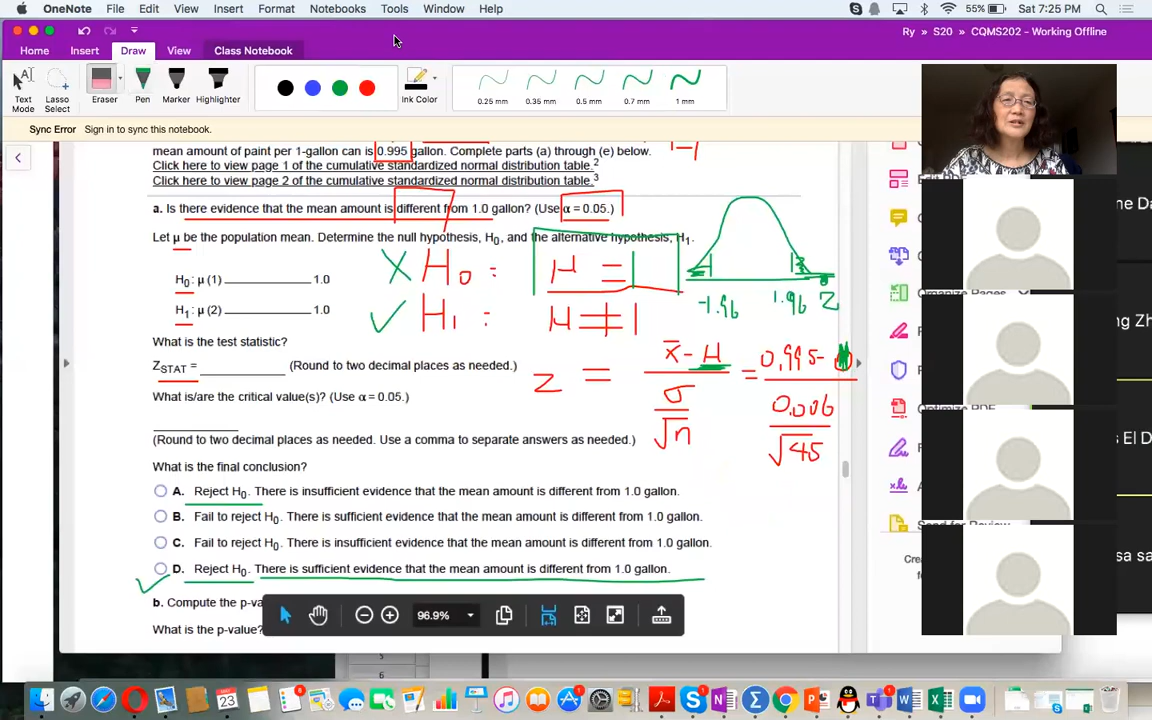 OneNote File Edit View Insert Format Notebooks Tools Window Help 55% Sat 7:25 PM
Ry » S20 » CQMS202 - Working Offline
Home Insert Draw View Class Notebook
Text Mode Lasso Select Eraser Pen Marker Highlighter Ink Color 0.25 mm 0.35 mm 0.5 mm 0.7 mm 1 mm
Sync Error Sign in to sync this notebook.
mean amount of paint per 1-gallon can is 0.995 gallon. Complete parts (a) through (e) below.
Click here to view page 1 of the cumulative standardized normal distribution table.2
Click here to view page 2 of the cumulative standardized normal distribution table.3
a. Is there evidence that the mean amount is different from 1.0 gallon? (Use α = 0.05.)
Let μ be the population mean. Determine the null hypothesis, H0, and the alternative hypothesis, H1.
H0: μ (1) ____ 1.0
H0 : μ = 1
H1: μ (2) ____ 1.0
H1 : μ ≠ 1
-1.96 1.96 Z
What is the test statistic?
ZSTAT = ____ (Round to two decimal places as needed.)
z = x̄ - μ = 0.995 -
σ 0.006
√n √45
What is/are the critical value(s)? (Use α = 0.05.)
(Round to two decimal places as needed. Use a comma to separate answers as needed.)
What is the final conclusion?
A. Reject H0. There is insufficient evidence that the mean amount is different from 1.0 gallon.
B. Fail to reject H0. There is sufficient evidence that the mean amount is different from 1.0 gallon.
C. Fail to reject H0. There is insufficient evidence that the mean amount is different from 1.0 gallon.
D. Reject H0. There is sufficient evidence that the mean amount is different from 1.0 gallon.
b. Compute the p-va
What is the p-value?
96.9%
Organize Pages
Optimize PDF
Send for Review